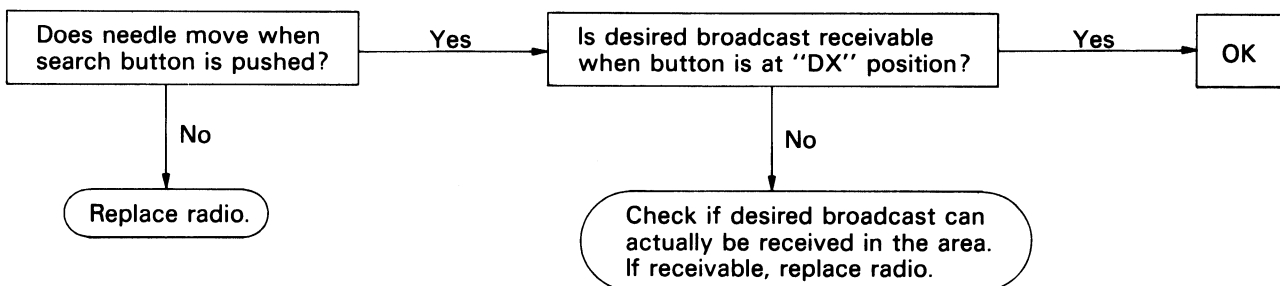 Does needle move when
search button is pushed?
Yes
Is desired broadcast receivable
when button is at “DX” position?
Yes
OK
No
No
Replace radio.
Check if desired broadcast can
actually be received in the area.
If receivable, replace radio.